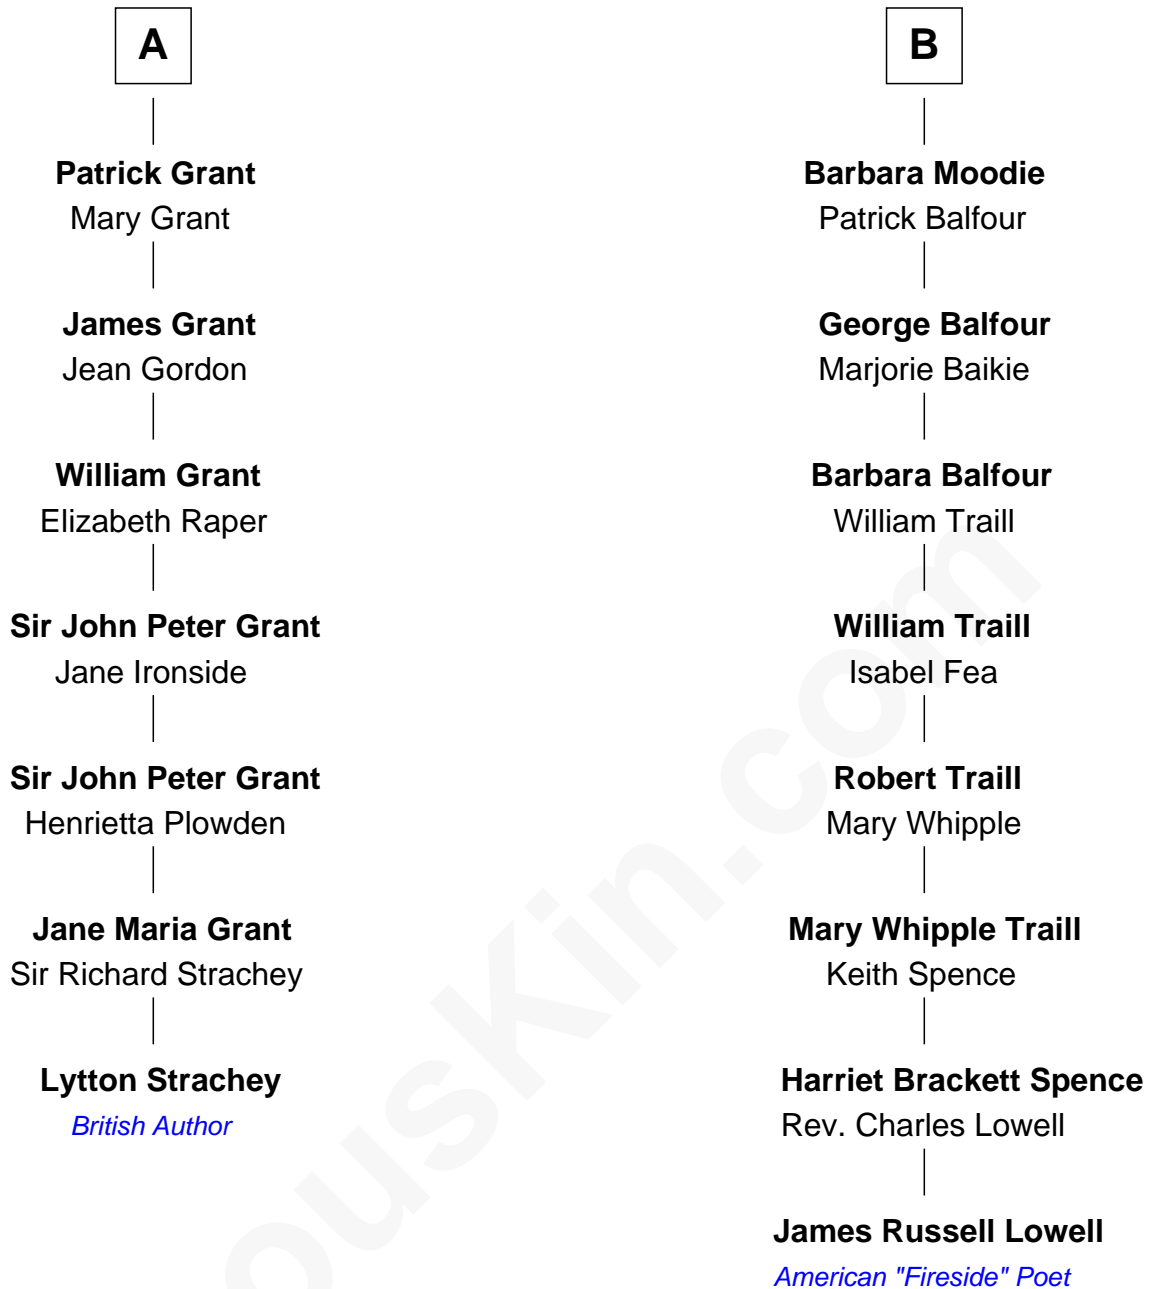 A
Patrick Grant
Mary Grant
James Grant
Jean Gordon
William Grant
Elizabeth Raper
Sir John Peter Grant
Jane Ironside
Sir John Peter Grant
Henrietta Plowden
Jane Maria Grant
Sir Richard Strachey
Lytton Strachey
British Author
B
Barbara Moodie
Patrick Balfour
George Balfour
Marjorie Baikie
Barbara Balfour
William Traill
William Traill
Isabel Fea
Robert Traill
Mary Whipple
Mary Whipple Traill
Keith Spence
Harriet Brackett Spence
Rev. Charles Lowell
James Russell Lowell
American "Fireside" Poet
ousKin.com